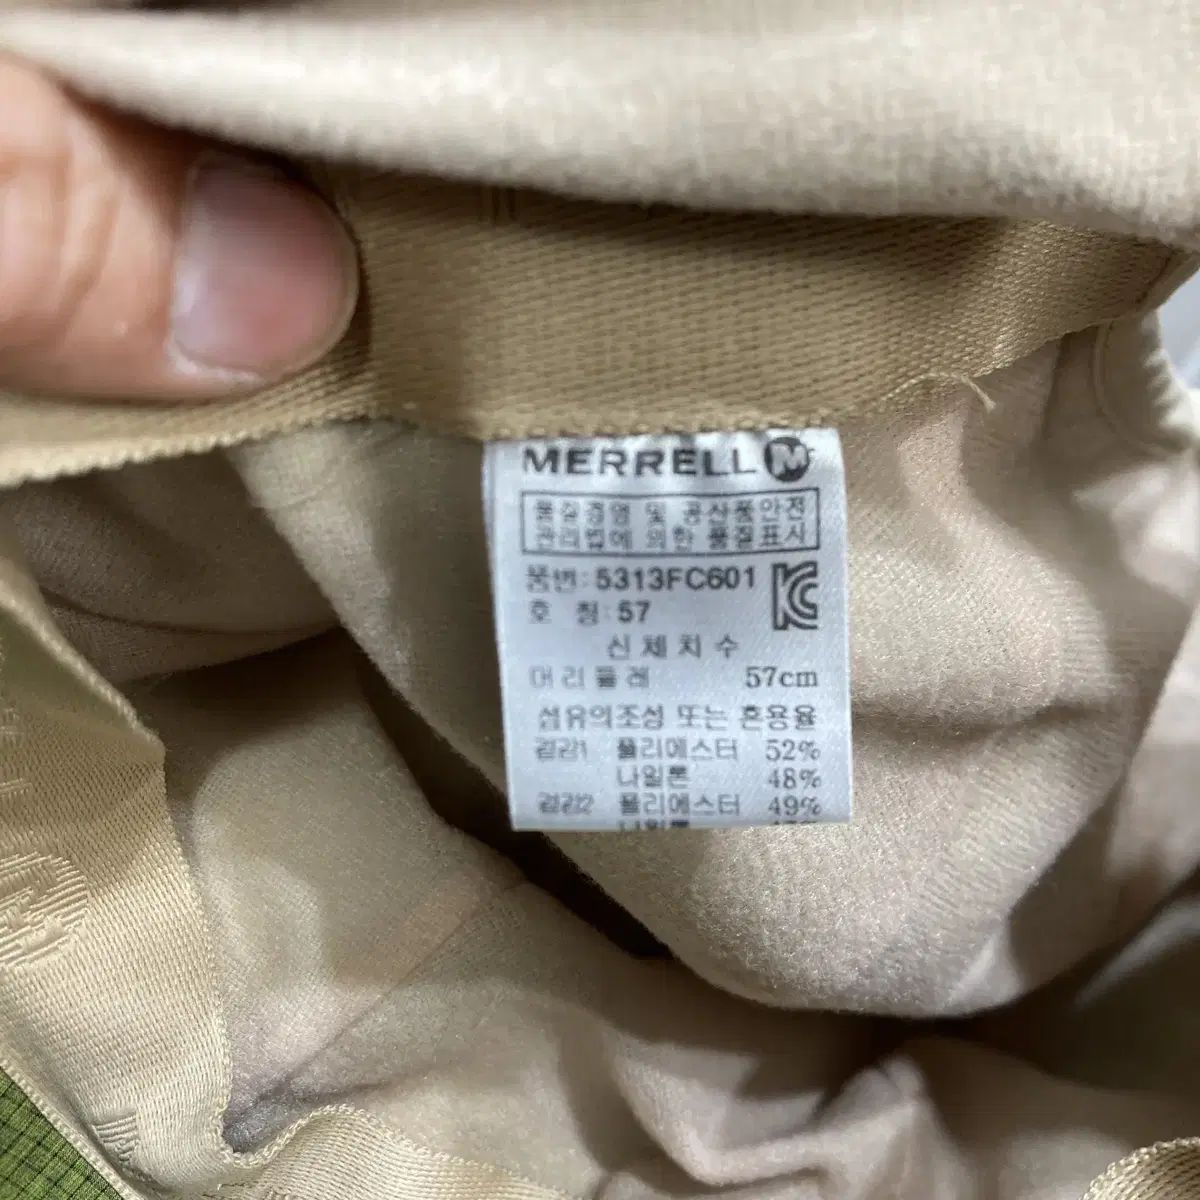 MERRELL M
품질경영 및 공산품안전
관리법에 의한 품질표시
품번: 5313FC601
호 칭: 57
신체치수
머리둘레 57cm
섬유의조성 또는 혼용율
겉감1 폴리에스터 52%
나일론 48%
겉감2 폴리에스터 49%
나일론